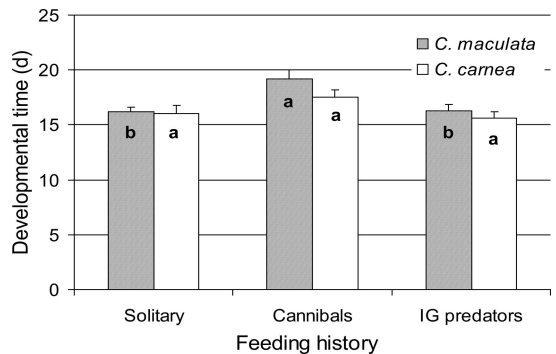 25
20
15
10
5
0
Developmental time (d)
C. maculata
C. carnea
b
a
a
a
b
a
Solitary
Cannibals
IG predators
Feeding history